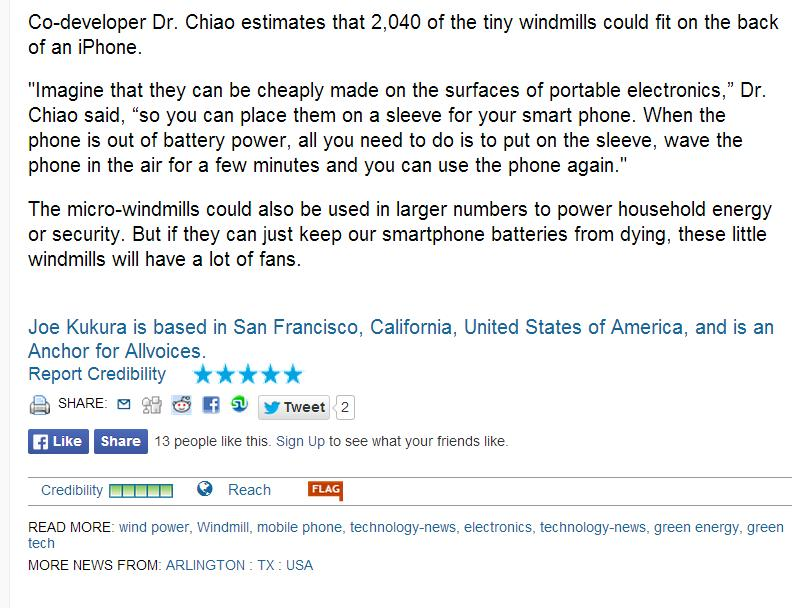 Co-developer Dr. Chiao estimates that 2,040 of the tiny windmills could fit on the back
of an iPhone.
"Imagine that they can be cheaply made on the surfaces of portable electronics,” Dr.
Chiao said, “so you can place them on a sleeve for your smart phone. When the
phone is out of battery power, all you need to do is to put on the sleeve, wave the
phone in the air for a few minutes and you can use the phone again."
The micro-windmills could also be used in larger numbers to power household energy
or security. But if they can just keep our smartphone batteries from dying, these little
windmills will have a lot of fans.
Joe Kukura is based in San Francisco, California, United States of America, and is an
Anchor for Allvoices.
Report Credibility
SHARE: Tweet 2
Like Share 13 people like this. Sign Up to see what your friends like.
Credibility Reach FLAG
READ MORE: wind power, Windmill, mobile phone, technology-news, electronics, technology-news, green energy, green
tech
MORE NEWS FROM: ARLINGTON : TX : USA